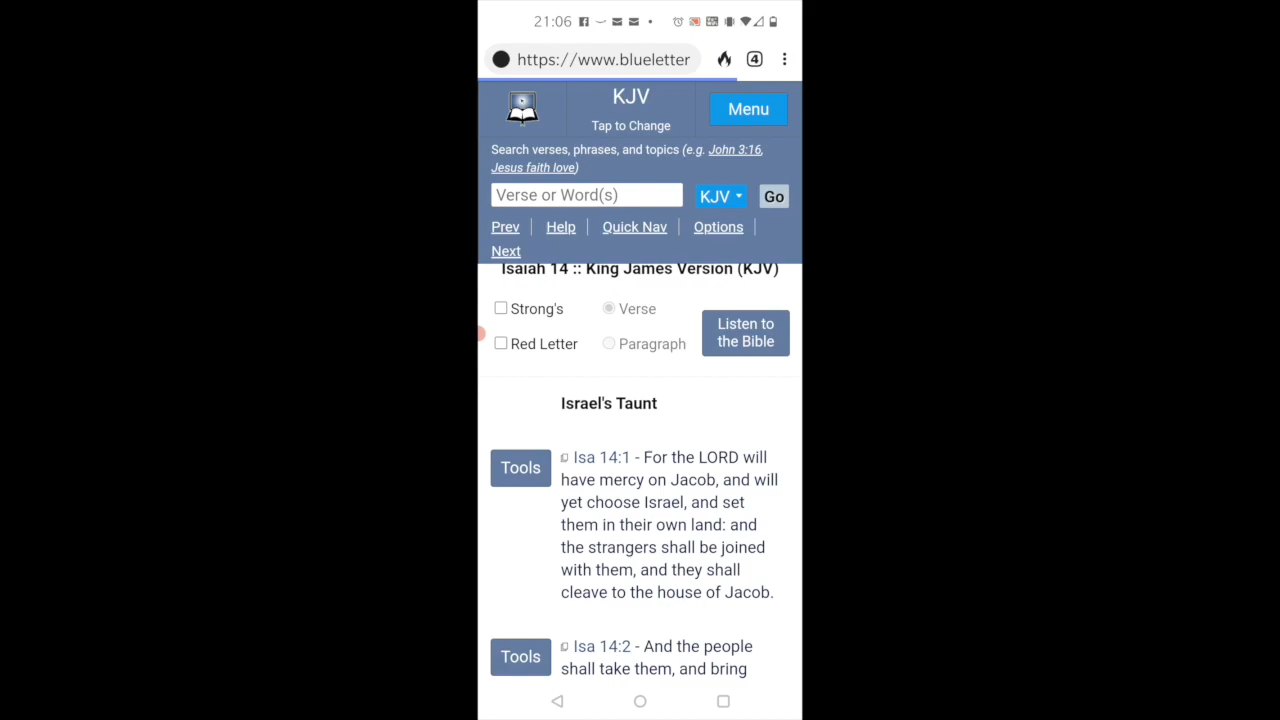 21:06
4
https://www.blueletter
KJV
Tap to Change
Menu
Search verses, phrases, and topics (e.g. John 3:16,
Jesus faith love)
Verse or Word(s)
KJV
Go
Prev
Help
Quick Nav
Options
Next
Isaiah 14 :: King James Version (KJV)
Strong's
Verse
Listen to
the Bible
Red Letter
Paragraph
Israel's Taunt
Tools
Isa 14:1 - For the LORD will
have mercy on Jacob, and will
yet choose Israel, and set
them in their own land: and
the strangers shall be joined
with them, and they shall
cleave to the house of Jacob.
Tools
Isa 14:2 - And the people
shall take them, and bring